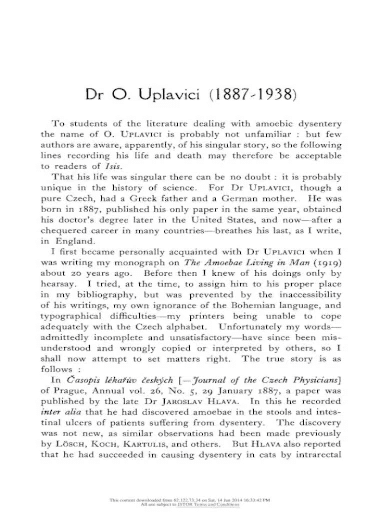 Dr O. Uplavici (1887-1938)
To students of the literature dealing with amoebic dysentery
the name of O. UPLAVICI is probably not unfamiliar : but few
authors are aware, apparently, of his singular story, so the following
lines recording his life and death may therefore be acceptable
to readers of Isis.
That his life was singular there can be no doubt : it is probably
unique in the history of science. For Dr UPLAVICI, though a
pure Czech, had a Greek father and a German mother. He was
born in 1887, published his only paper in the same year, obtained
his doctor's degree later in the United States, and now—after a
chequered career in many countries—breathes his last, as I write,
in England.
I first became personally acquainted with Dr UPLAVICI when I
was writing my monograph on The Amoebae Living in Man (1919)
about 20 years ago. Before then I knew of his doings only by
hearsay. I tried, at the time, to assign him to his proper place
in my bibliography, but was prevented by the inaccessibility
of his writings, my own ignorance of the Bohemian language, and
typographical difficulties—my printers being unable to cope
adequately with the Czech alphabet. Unfortunately my words—
admittedly incomplete and unsatisfactory—have since been mis-
understood and wrongly copied or interpreted by others, so I
shall now attempt to set matters right. The true story is as
follows :
In Časopis lékařův českých [—Journal of the Czech Physicians]
of Prague, Annual vol. 26, No. 5, 29 January 1887, a paper was
published by the late Dr JAROSLAV HLAVA. In this he recorded
inter alia that he had discovered amoebae in the stools and intes-
tinal ulcers of patients suffering from dysentery. The discovery
was not new, as similar observations had been made previously
by LÖSCH, KOCH, KARTULIS, and others. But HLAVA also reported
that he had succeeded in causing dysentery in cats by intrarectal
This content downloaded from 82.122.73.14 on Sat, 14 Jun 2014 16:33:43 PM
All use subject to JSTOR Terms and Conditions